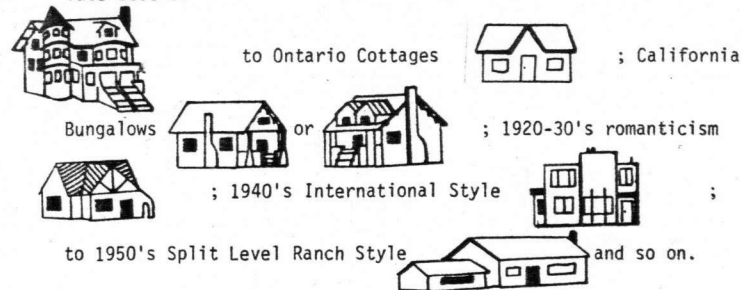 to Ontario Cottages ; California
Bungalows or ; 1920-30's romanticism
; 1940's International Style ;
to 1950's Split Level Ranch Style and so on.